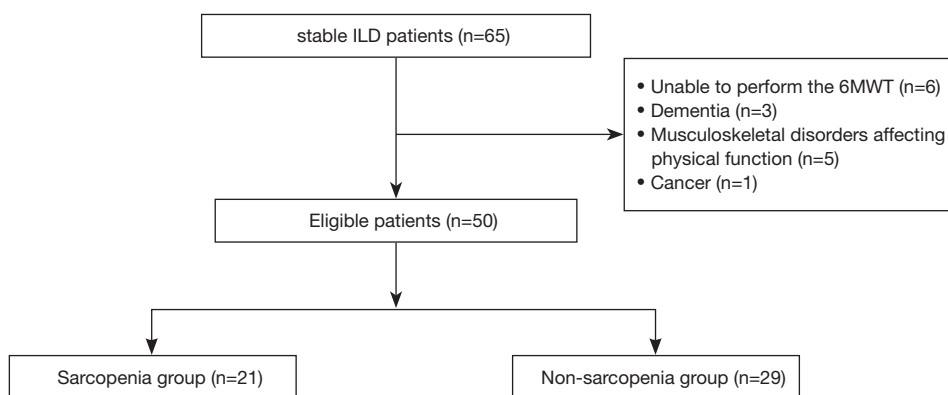 stable ILD patients (n=65)
• Unable to perform the 6MWT (n=6)
• Dementia (n=3)
• Musculoskeletal disorders affecting
physical function (n=5)
• Cancer (n=1)
Eligible patients (n=50)
Sarcopenia group (n=21)
Non-sarcopenia group (n=29)